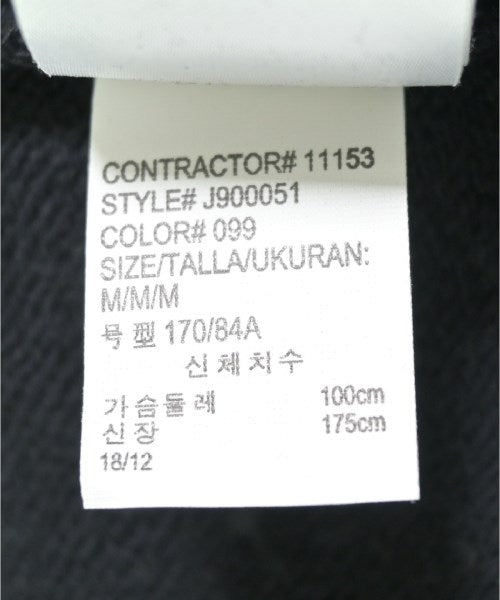 CONTRACTOR# 11153
STYLE# J900051
COLOR# 099
SIZE/TALLA/UKURAN:
M/M/M
号 型 170/84A
신 체 치 수
가 슴 둘 레 100cm
신 장 175cm
18/12